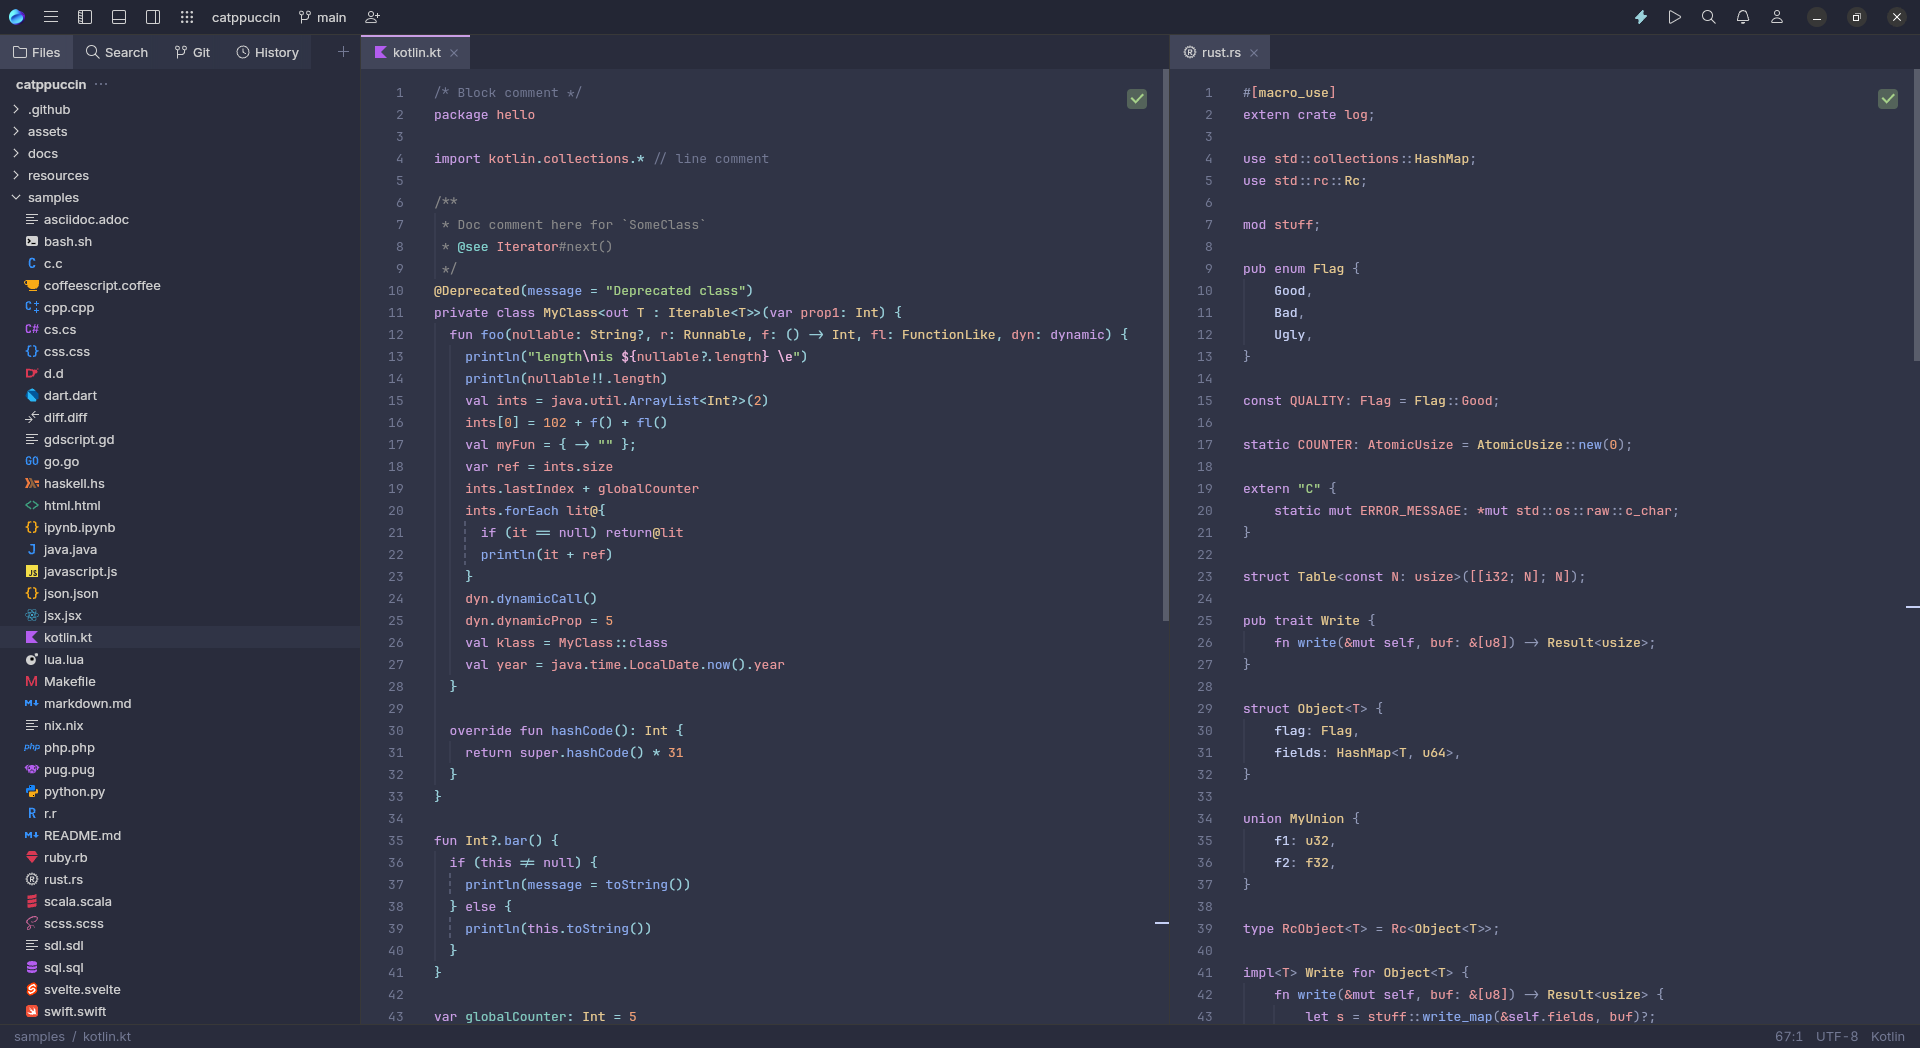 catppuccin main
Files Search Git History
catppuccin ...
.github
assets
docs
resources
samples
asciidoc.adoc
bash.sh
C c.c
coffeescript.coffee
cpp.cpp
C# cs.cs
{} css.css
d.d
dart.dart
diff.diff
gdscript.gd
GO go.go
haskell.hs
<> html.html
{} ipynb.ipynb
J java.java
JS javascript.js
{} json.json
jsx.jsx
kotlin.kt
lua.lua
M Makefile
M↓ markdown.md
nix.nix
php php.php
pug.pug
python.py
R r.r
M↓ README.md
ruby.rb
rust.rs
scala.scala
scss.scss
sdl.sdl
sql.sql
svelte.svelte
swift.swift
kotlin.kt
1 /* Block comment */
2 package hello
3
4 import kotlin.collections.* // line comment
5
6 /**
7  * Doc comment here for `SomeClass`
8  * @see Iterator#next()
9  */
10 @Deprecated(message = "Deprecated class")
11 private class MyClass<out T : Iterable<T>>(var prop1: Int) {
12   fun foo(nullable: String?, r: Runnable, f: () -> Int, fl: FunctionLike, dyn: dynamic) {
13     println("length\nis ${nullable?.length} \e")
14     println(nullable!!.length)
15     val ints = java.util.ArrayList<Int?>(2)
16     ints[0] = 102 + f() + fl()
17     val myFun = { -> "" };
18     var ref = ints.size
19     ints.lastIndex + globalCounter
20     ints.forEach lit@{
21       if (it == null) return@lit
22       println(it + ref)
23     }
24     dyn.dynamicCall()
25     dyn.dynamicProp = 5
26     val klass = MyClass::class
27     val year = java.time.LocalDate.now().year
28   }
29
30   override fun hashCode(): Int {
31     return super.hashCode() * 31
32   }
33 }
34
35 fun Int?.bar() {
36   if (this != null) {
37     println(message = toString())
38   } else {
39     println(this.toString())
40   }
41 }
42
43 var globalCounter: Int = 5
rust.rs
1 #[macro_use]
2 extern crate log;
3
4 use std::collections::HashMap;
5 use std::rc::Rc;
6
7 mod stuff;
8
9 pub enum Flag {
10     Good,
11     Bad,
12     Ugly,
13 }
14
15 const QUALITY: Flag = Flag::Good;
16
17 static COUNTER: AtomicUsize = AtomicUsize::new(0);
18
19 extern "C" {
20     static mut ERROR_MESSAGE: *mut std::os::raw::c_char;
21 }
22
23 struct Table<const N: usize>([[i32; N]; N]);
24
25 pub trait Write {
26     fn write(&mut self, buf: &[u8]) -> Result<usize>;
27 }
28
29 struct Object<T> {
30     flag: Flag,
31     fields: HashMap<T, u64>,
32 }
33
34 union MyUnion {
35     f1: u32,
36     f2: f32,
37 }
38
39 type RcObject<T> = Rc<Object<T>>;
40
41 impl<T> Write for Object<T> {
42     fn write(&mut self, buf: &[u8]) -> Result<usize> {
43         let s = stuff::write_map(&self.fields, buf)?;
samples / kotlin.kt
67:1 UTF-8 Kotlin